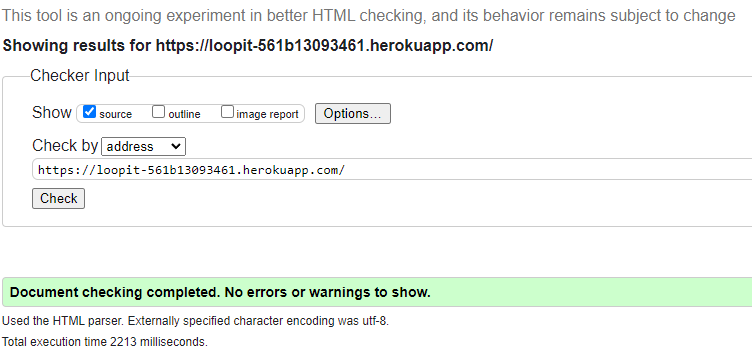 This tool is an ongoing experiment in better HTML checking, and its behavior remains subject to change
Showing results for https://loopit-561b13093461.herokuapp.com/
Checker Input
Show source outline image report Options...
Check by address
https://loopit-561b13093461.herokuapp.com/
Check
Document checking completed. No errors or warnings to show.
Used the HTML parser. Externally specified character encoding was utf-8.
Total execution time 2213 milliseconds.